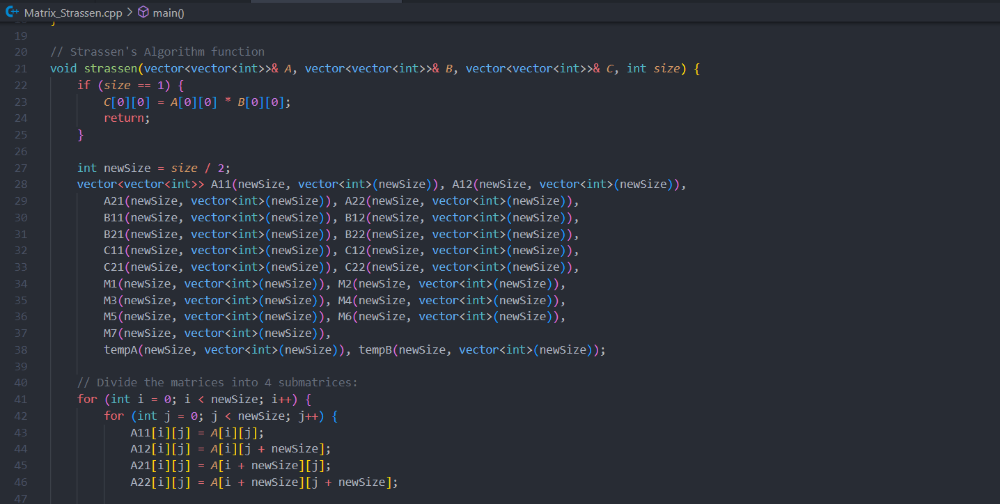 Matrix_Strassen.cpp > main()
}
19
20 // Strassen's Algorithm function
21 void strassen(vector<vector<int>>& A, vector<vector<int>>& B, vector<vector<int>>& C, int size) {
22 if (size == 1) {
23 C[0][0] = A[0][0] * B[0][0];
24 return;
25 }
26
27 int newSize = size / 2;
28 vector<vector<int>> A11(newSize, vector<int>(newSize)), A12(newSize, vector<int>(newSize)),
29 A21(newSize, vector<int>(newSize)), A22(newSize, vector<int>(newSize)),
30 B11(newSize, vector<int>(newSize)), B12(newSize, vector<int>(newSize)),
31 B21(newSize, vector<int>(newSize)), B22(newSize, vector<int>(newSize)),
32 C11(newSize, vector<int>(newSize)), C12(newSize, vector<int>(newSize)),
33 C21(newSize, vector<int>(newSize)), C22(newSize, vector<int>(newSize)),
34 M1(newSize, vector<int>(newSize)), M2(newSize, vector<int>(newSize)),
35 M3(newSize, vector<int>(newSize)), M4(newSize, vector<int>(newSize)),
36 M5(newSize, vector<int>(newSize)), M6(newSize, vector<int>(newSize)),
37 M7(newSize, vector<int>(newSize)),
38 tempA(newSize, vector<int>(newSize)), tempB(newSize, vector<int>(newSize));
39
40 // Divide the matrices into 4 submatrices:
41 for (int i = 0; i < newSize; i++) {
42 for (int j = 0; j < newSize; j++) {
43 A11[i][j] = A[i][j];
44 A12[i][j] = A[i][j + newSize];
45 A21[i][j] = A[i + newSize][j];
46 A22[i][j] = A[i + newSize][j + newSize];
47